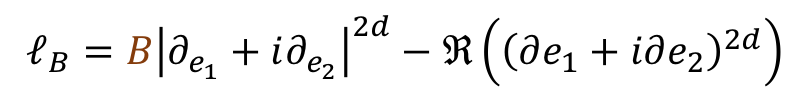 ℓ_B = B|∂_{e_1} + i∂_{e_2}|^{2d} − ℜ((∂e_1 + i∂e_2)^{2d})